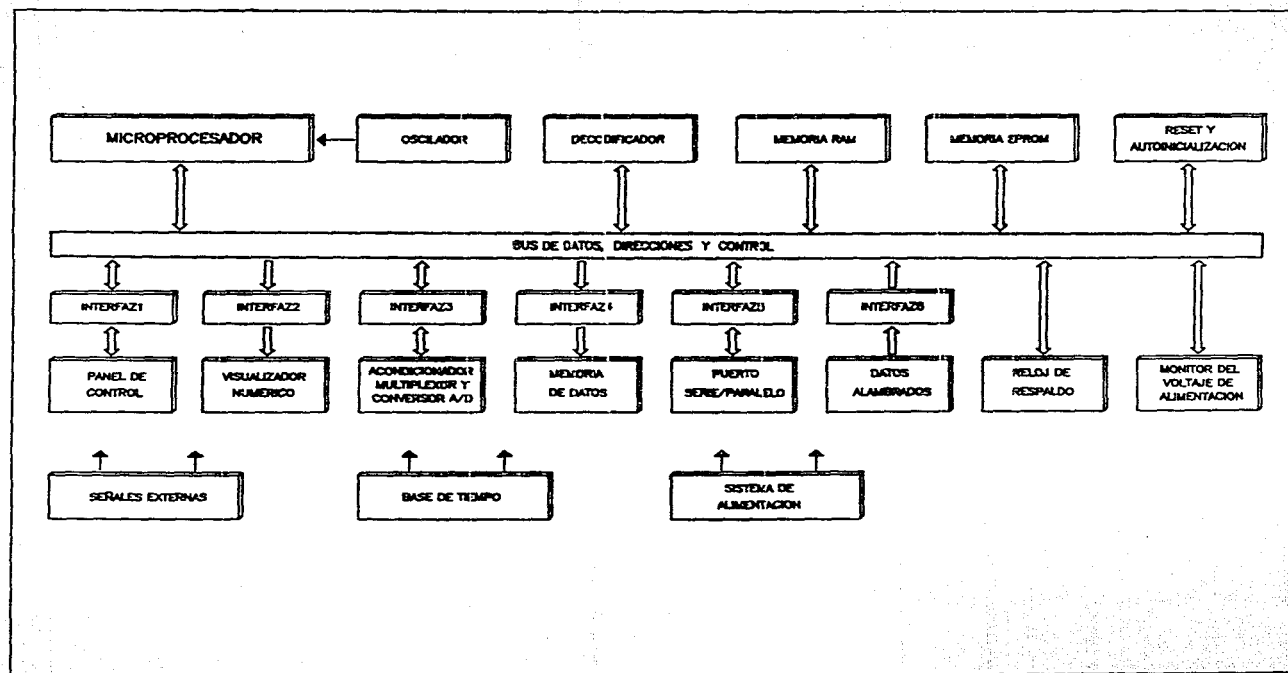 MICROPROCESADOR
OSCILADOR
DECODIFICADOR
MEMORIA RAM
MEMORIA EPROM
RESET Y
AUTOINICIALIZACION
BUS DE DATOS, DIRECCIONES Y CONTROL
INTERFAZ1
INTERFAZ2
INTERFAZ3
INTERFAZ4
INTERFAZ5
INTERFAZ6
PANEL DE
CONTROL
VISUALIZADOR
NUMERICO
ACONDICIONADOR
MULTIPLEXOR Y
CONVERSOR A/D
MEMORIA
DE DATOS
PUERTO
SERIE/PARALELO
DATOS
ALAMBRADOS
RELOJ DE
RESPALDO
MONITOR DEL
VOLTAJE DE
ALIMENTACION
SEÑALES EXTERNAS
BASE DE TIEMPO
SISTEMA DE
ALIMENTACION